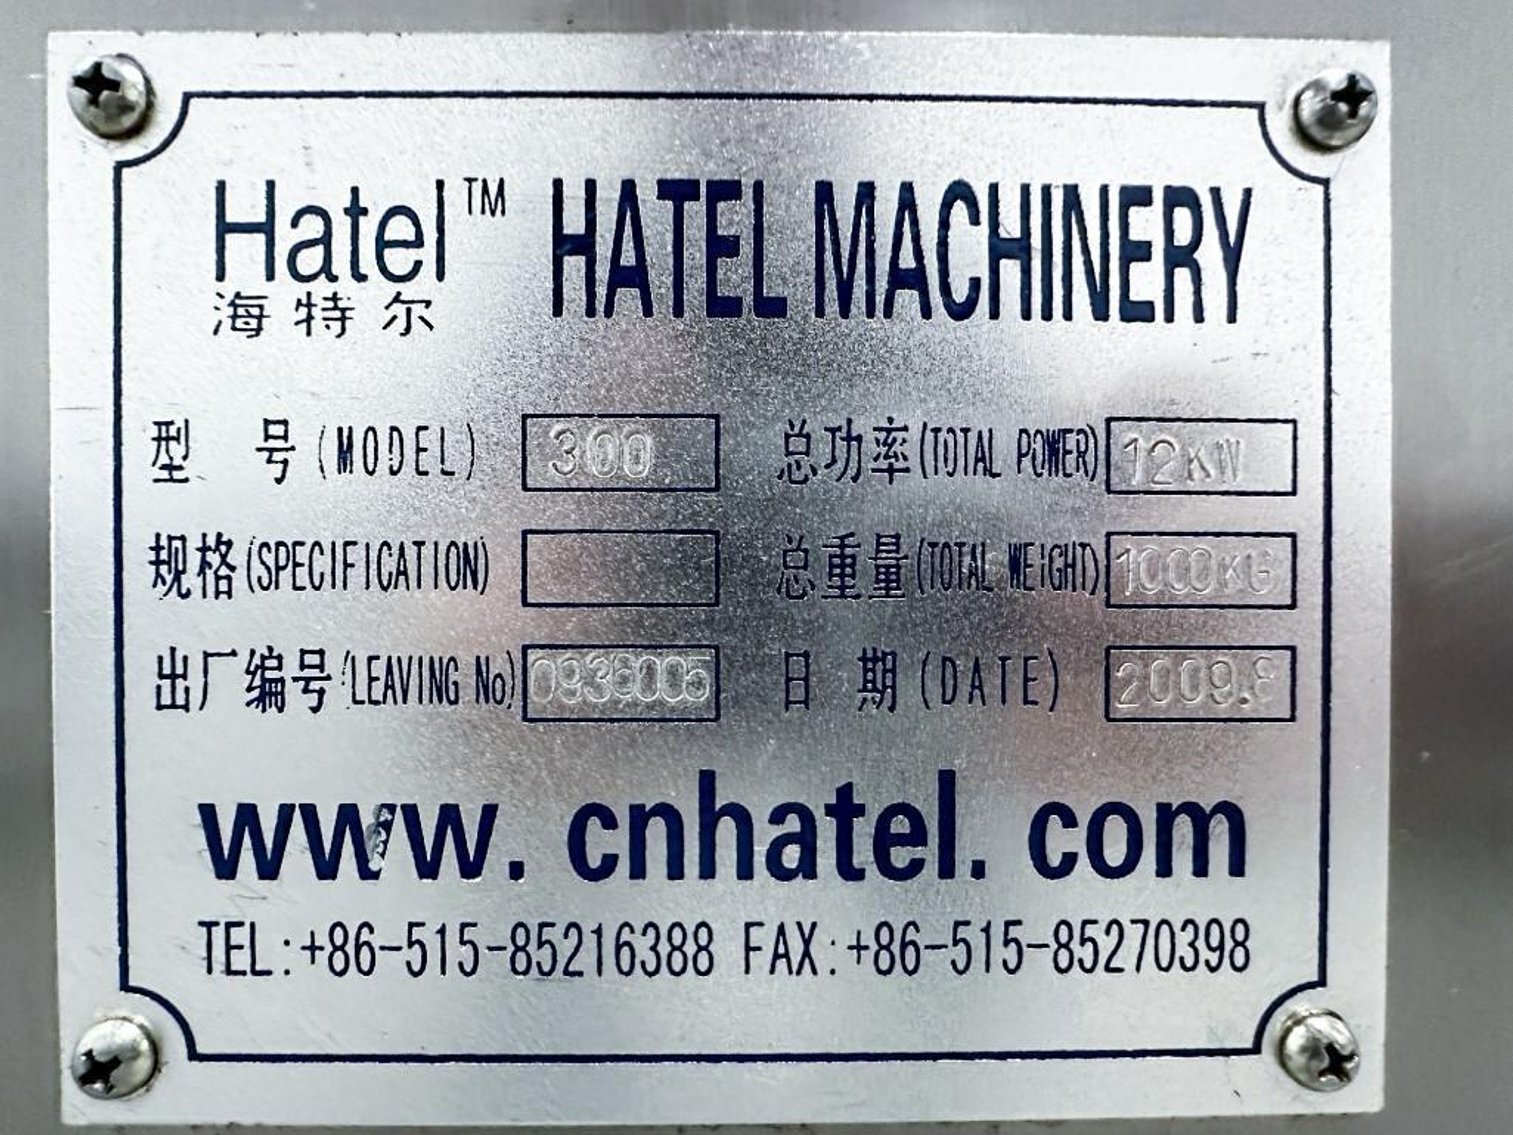 Hatel™ HATEL MACHINERY
海特尔
型 号(MODEL) 300 总功率(TOTAL POWER) 12KW
规格(SPECIFICATION) 总重量(TOTAL WEiGHT) 1000KG
出厂编号(LEAVING No) 0936005 日 期(DATE) 2009.8
www.cnhatel.com
TEL:+86-515-85216388 FAX:+86-515-85270398